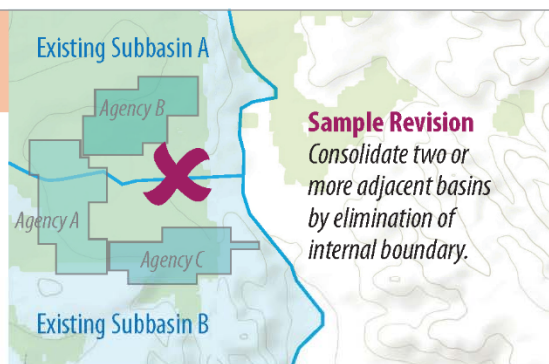 Existing Subbasin A
Agency B
Sample Revision
Consolidate two or
more adjacent basins
by elimination of
internal boundary.
Agency A
Agency C
Existing Subbasin B